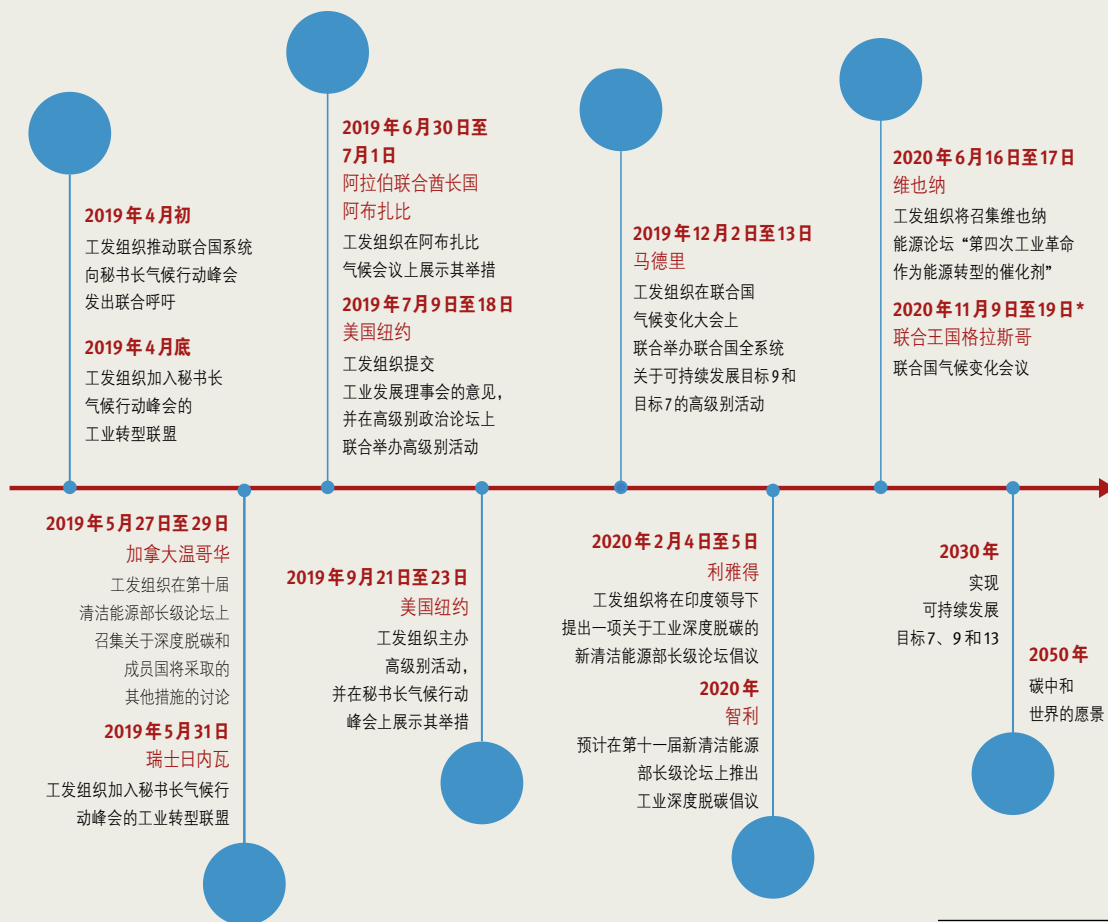 2019年4月初
工发组织推动联合国系统
向秘书长气候行动峰会
发出联合呼吁
2019年4月底
工发组织加入秘书长
气候行动峰会的
工业转型联盟
2019年6月30日至
7月1日
阿拉伯联合酋长国
阿布扎比
工发组织在阿布扎比
气候会议上展示其举措
2019年7月9日至18日
美国纽约
工发组织提交
工业发展理事会的意见，
并在高级别政治论坛上
联合举办高级别活动
2019年12月2日至13日
马德里
工发组织在联合国
气候变化大会上
联合举办联合国全系统
关于可持续发展目标9和
目标7的高级别活动
2020年6月16日至17日
维也纳
工发组织将召集维也纳
能源论坛“第四次工业革命
作为能源转型的催化剂”
2020年11月9日至19日*
联合王国格拉斯哥
联合国气候变化会议
2019年5月27日至29日
加拿大温哥华
工发组织在第十届
清洁能源部长级论坛上
召集关于深度脱碳和
成员国将采取的
其他措施的讨论
2019年5月31日
瑞士日内瓦
工发组织加入秘书长气候行
动峰会的工业转型联盟
2019年9月21日至23日
美国纽约
工发组织主办
高级别活动，
并在秘书长气候行动
峰会上展示其举措
2020年2月4日至5日
利雅得
工发组织将在印度领导下
提出一项关于工业深度脱碳的
新清洁能源部长级论坛倡议
2020年
智利
预计在第十一届新清洁能源
部长级论坛上推出
工业深度脱碳倡议
2030年
实现
可持续发展
目标7、9和13
2050年
碳中和
世界的愿景